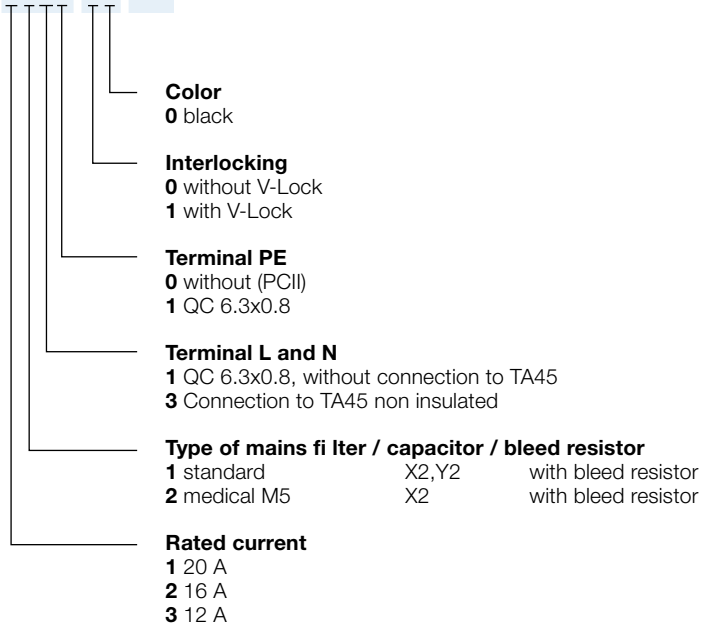 Color
0 black
Interlocking
0 without V-Lock
1 with V-Lock
Terminal PE
0 without (PCII)
1 QC 6.3x0.8
Terminal L and N
1 QC 6.3x0.8, without connection to TA45
3 Connection to TA45 non insulated
Type of mains fi lter / capacitor / bleed resistor
1 standard X2,Y2 with bleed resistor
2 medical M5 X2 with bleed resistor
Rated current
1 20 A
2 16 A
3 12 A